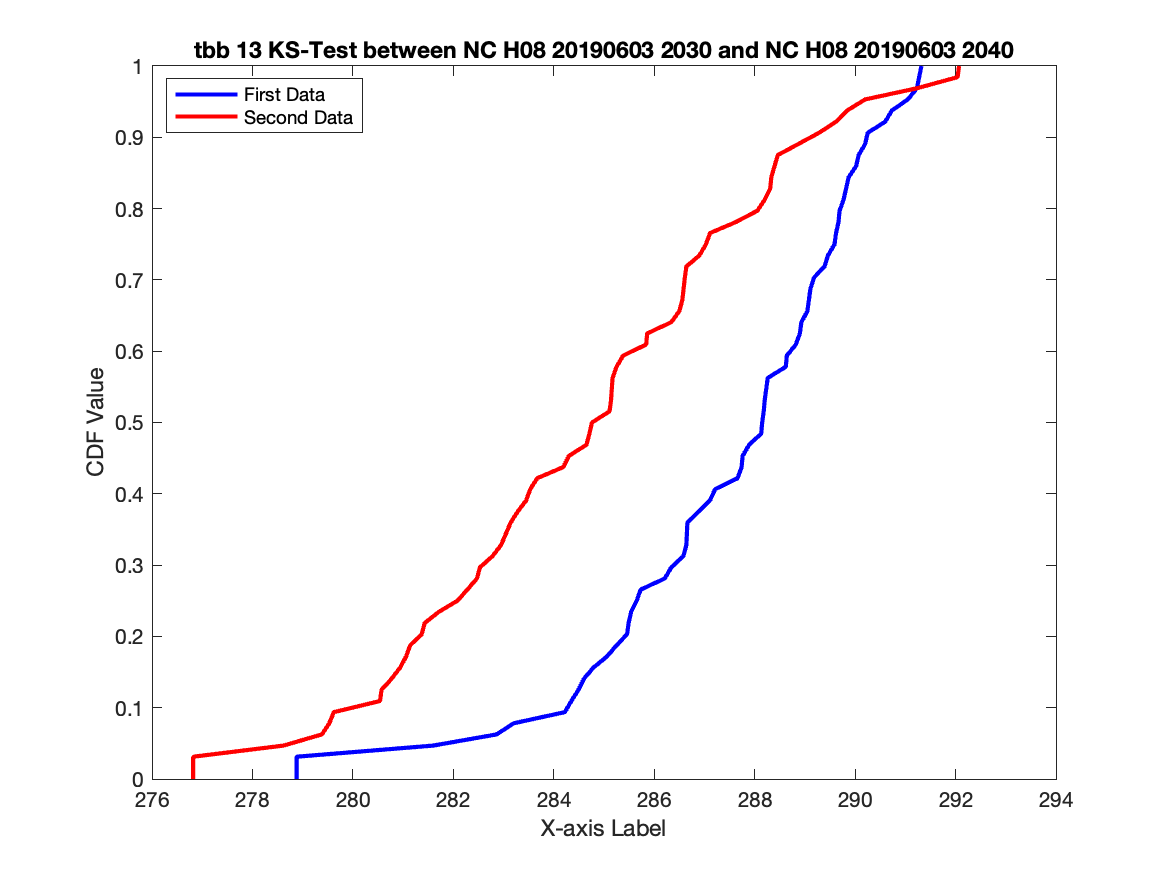 tbb 13 KS-Test between NC H08 20190603 2030 and NC H08 20190603 2040
First Data
Second Data
1
0.9
0.8
0.7
0.6
0.5
0.4
0.3
0.2
0.1
0
CDF Value
276 278 280 282 284 286 288 290 292 294
X-axis Label